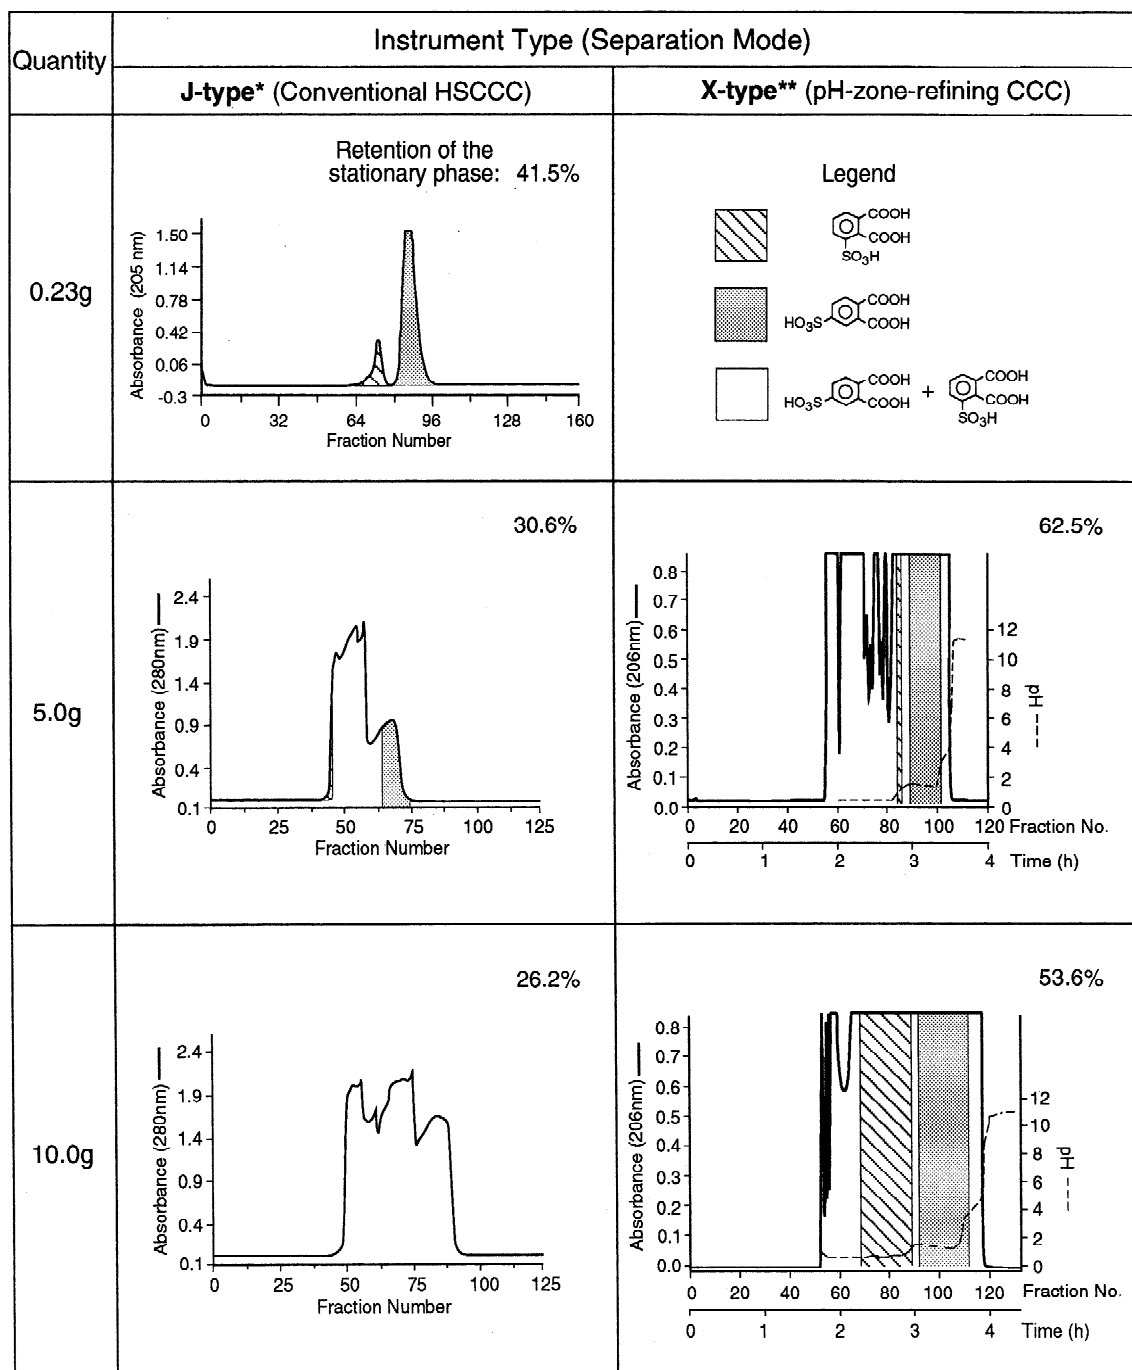 Quantity
Instrument Type (Separation Mode)
J-type* (Conventional HSCCC)
X-type** (pH-zone-refining CCC)
0.23g
Retention of the
stationary phase: 41.5%
Absorbance (205 nm)
1.50
1.14
0.78
0.42
0.06
-0.3
0 32 64 96 128 160
Fraction Number
Legend
COOH
COOH
SO3H
HO3S
COOH
COOH
HO3S
COOH
COOH
+
COOH
COOH
SO3H
5.0g
30.6%
Absorbance (280nm)
2.4
1.9
1.4
0.9
0.4
0.1
0 25 50 75 100 125
Fraction Number
62.5%
Absorbance (206nm)
0.8
0.7
0.6
0.5
0.4
0.3
0.2
0.1
0.0
12
10
8
6
4
2
0
pH
0 20 40 60 80 100 120 Fraction No.
0 1 2 3 4 Time (h)
10.0g
26.2%
Absorbance (280nm)
2.4
1.9
1.4
0.9
0.4
0.1
0 25 50 75 100 125
Fraction Number
53.6%
Absorbance (206nm)
0.8
0.7
0.6
0.5
0.4
0.3
0.2
0.1
0.0
12
10
8
6
4
2
0
pH
0 20 40 60 80 100 120 Fraction No.
0 1 2 3 4 Time (h)